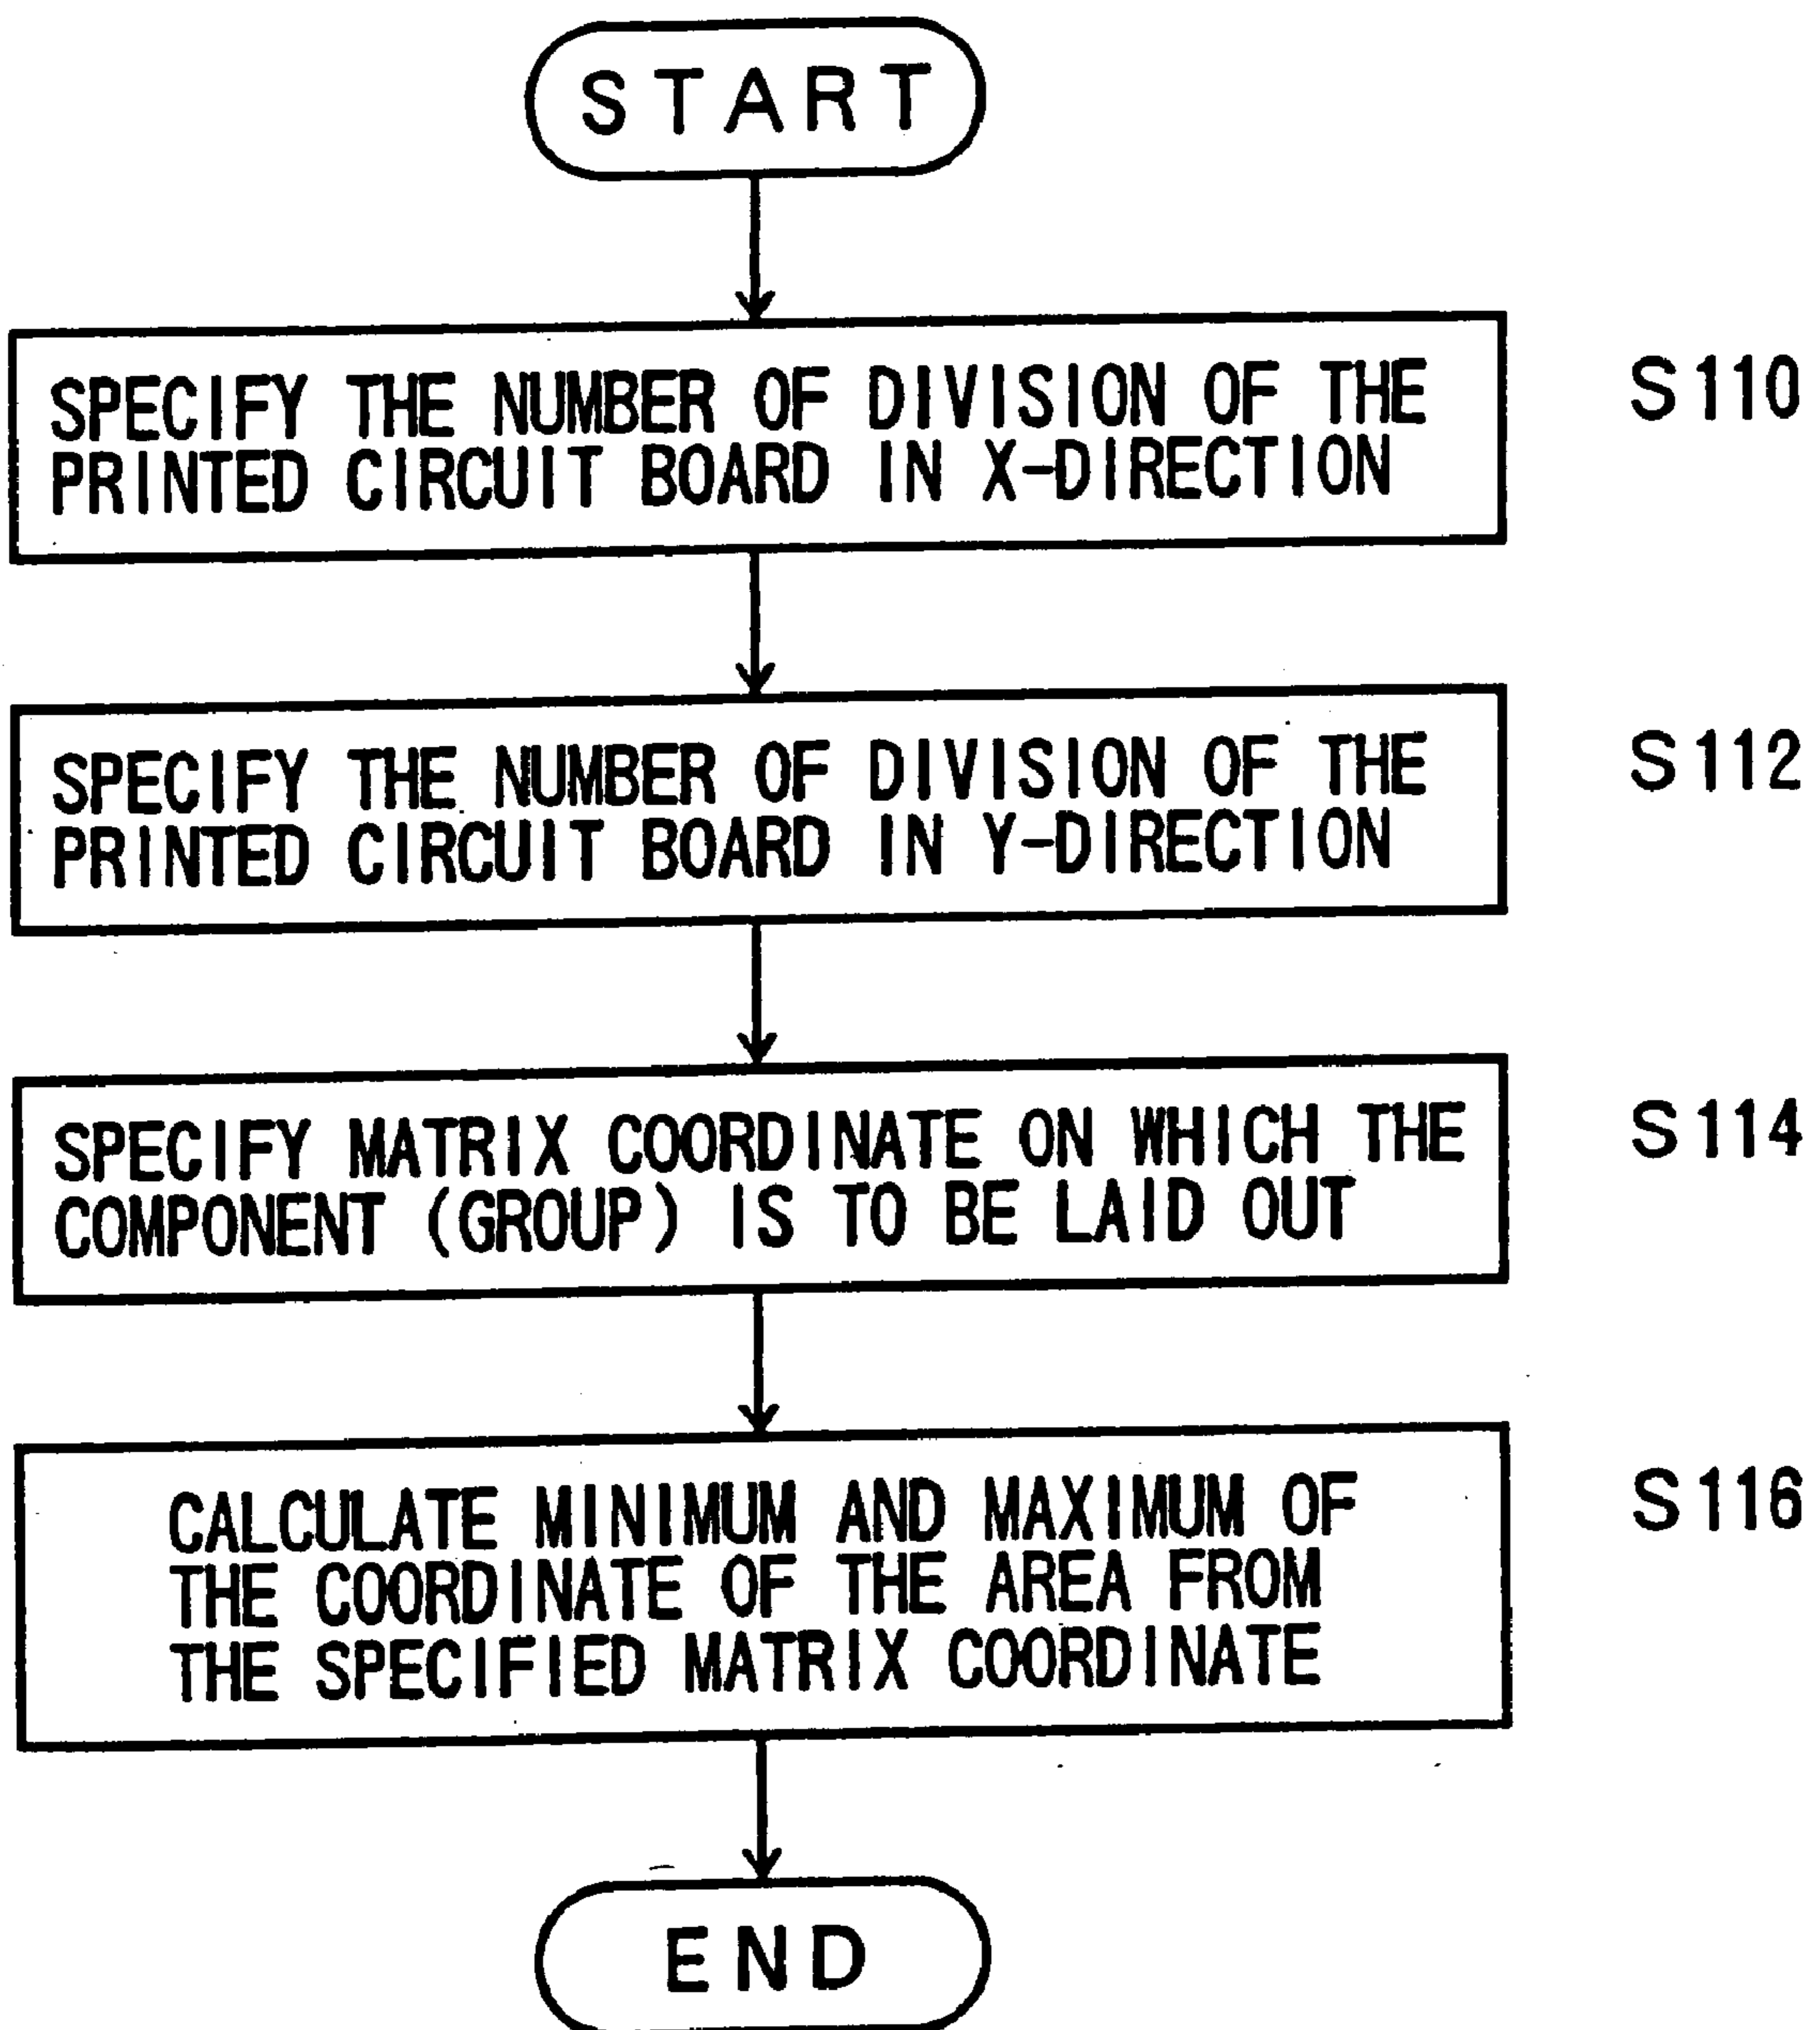 START
SPECIFY THE NUMBER OF DIVISION OF THE
PRINTED CIRCUIT BOARD IN X-DIRECTION
S110
SPECIFY THE NUMBER OF DIVISION OF THE
PRINTED CIRCUIT BOARD IN Y-DIRECTION
S112
SPECIFY MATRIX COORDINATE ON WHICH THE
COMPONENT (GROUP) IS TO BE LAID OUT
S114
CALCULATE MINIMUM AND MAXIMUM OF
THE COORDINATE OF THE AREA FROM
THE SPECIFIED MATRIX COORDINATE
S116
END